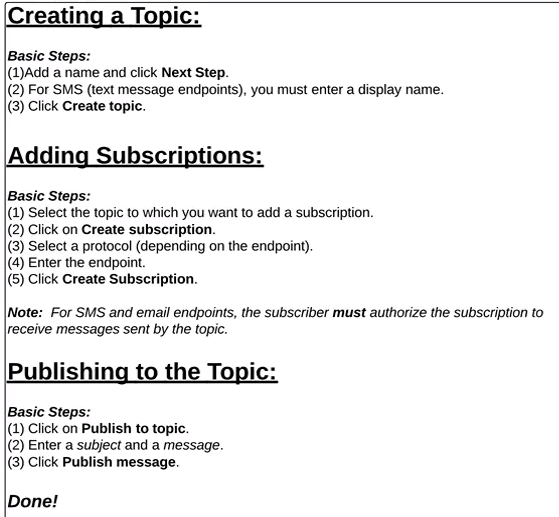 Creating a Topic:
Basic Steps:
(1)Add a name and click Next Step.
(2) For SMS (text message endpoints), you must enter a display name.
(3) Click Create topic.
Adding Subscriptions:
Basic Steps:
(1) Select the topic to which you want to add a subscription.
(2) Click on Create subscription.
(3) Select a protocol (depending on the endpoint).
(4) Enter the endpoint.
(5) Click Create Subscription.
Note:  For SMS and email endpoints, the subscriber must authorize the subscription to
receive messages sent by the topic.
Publishing to the Topic:
Basic Steps:
(1) Click on Publish to topic.
(2) Enter a subject and a message.
(3) Click Publish message.
Done!